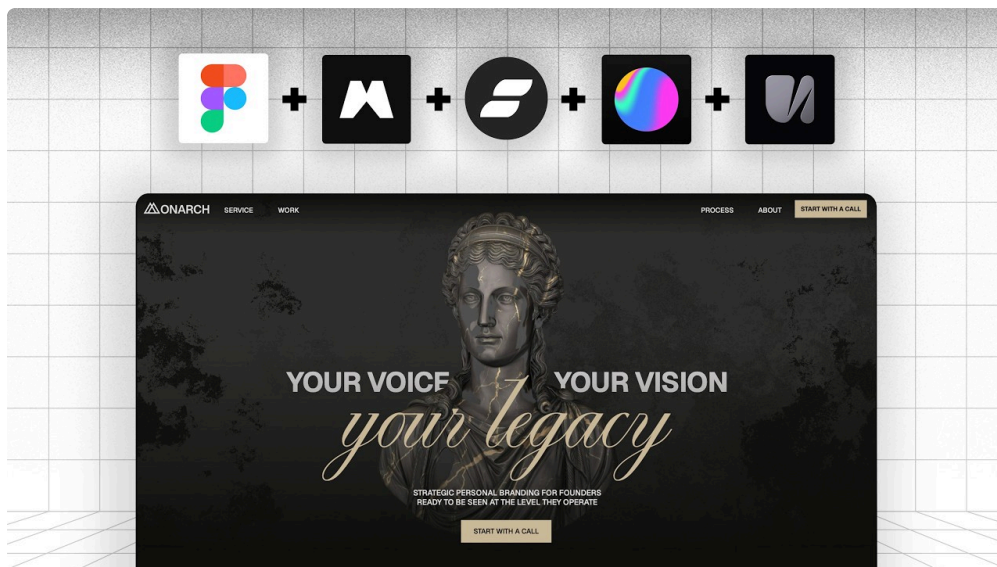 ONARCH
SERVICE
WORK
PROCESS
ABOUT
START WITH A CALL
YOUR VOICE
YOUR VISION
your legacy
STRATEGIC PERSONAL BRANDING FOR FOUNDERS
READY TO BE SEEN AT THE LEVEL THEY OPERATE
START WITH A CALL